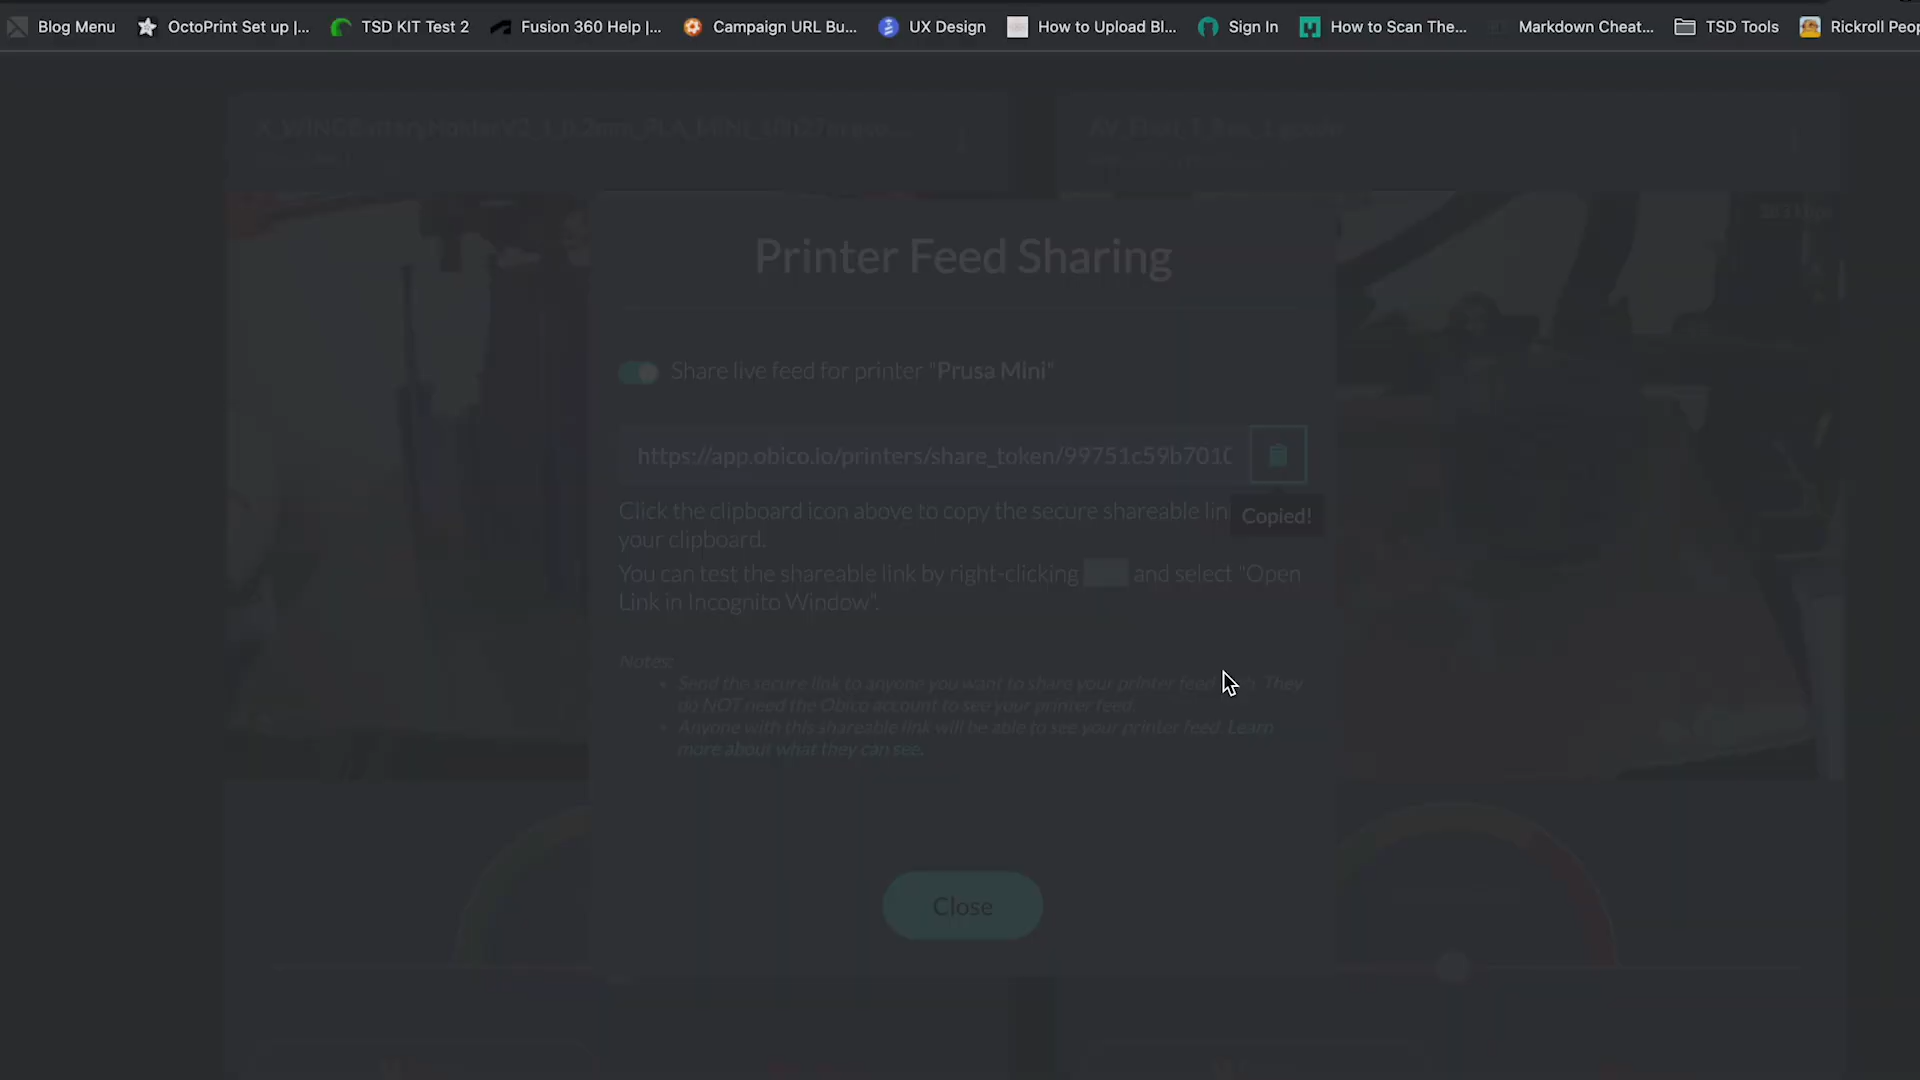 Blog Menu OctoPrint Set up |... TSD KIT Test 2 Fusion 360 Help |... Campaign URL Bu... UX Design How to Upload Bl... Sign In How to Scan The... Markdown Cheat... TSD Tools Rickroll Peop
Printer Feed Sharing
Share live feed for printer "Prusa Mini"
https://app.obico.io/printers/share_token/99751c59b7010
Click the clipboard icon above to copy the secure shareable lin
Copied!
your clipboard.
You can test the shareable link by right-clicking and select "Open
Link in Incognito Window".
Notes:
Send the secure link to anyone you want to share your printer feed They
do NOT need the Obico account to see your printer feed.
Anyone with this shareable link will be able to see your printer feed. Learn
more about what they can see.
Close